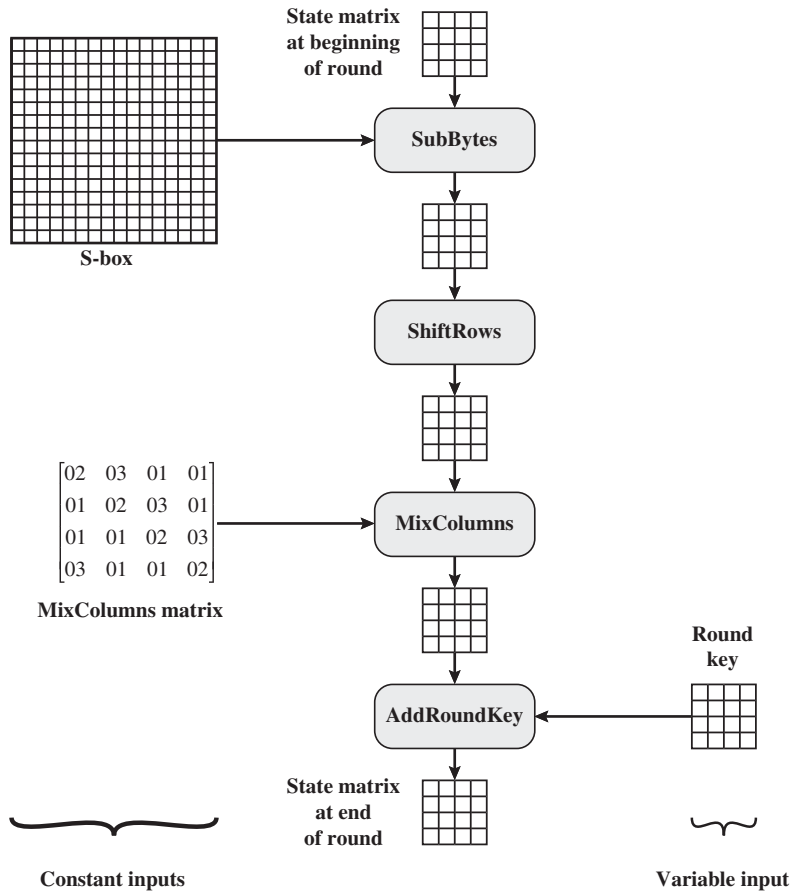 State matrix
at beginning
of round
SubBytes
S-box
ShiftRows
02 03 01 01
01 02 03 01
01 01 02 03
03 01 01 02
MixColumns
MixColumns matrix
Round
key
AddRoundKey
State matrix
at end
of round
Constant inputs
Variable input